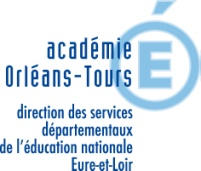 académie
Orléans-Tours
É
direction des services
départementaux
de l'éducation nationale
Eure-et-Loir